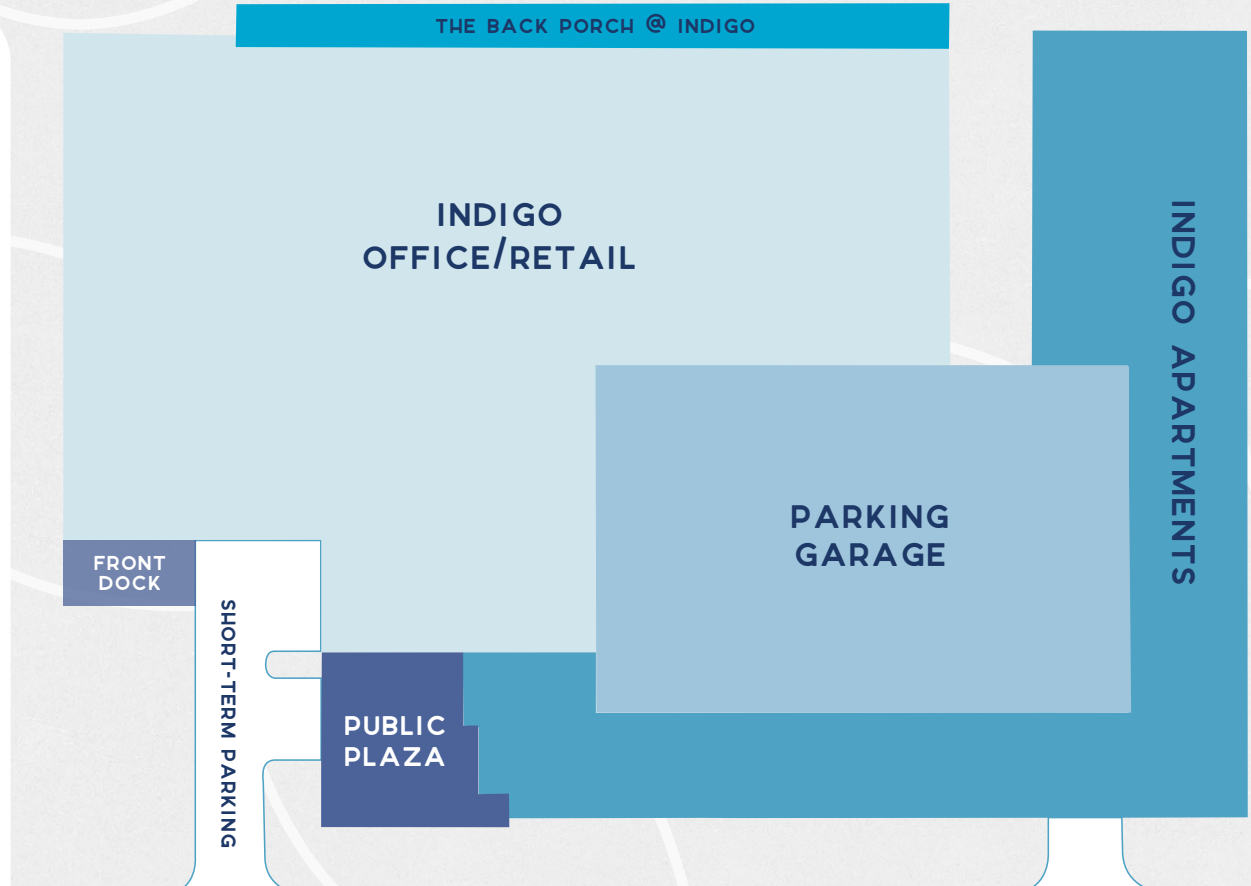 THE BACK PORCH @ INDIGO
INDIGO
OFFICE/RETAIL
INDIGO APARTMENTS
PARKING
GARAGE
FRONT
DOCK
SHORT-TERM PARKING
PUBLIC
PLAZA